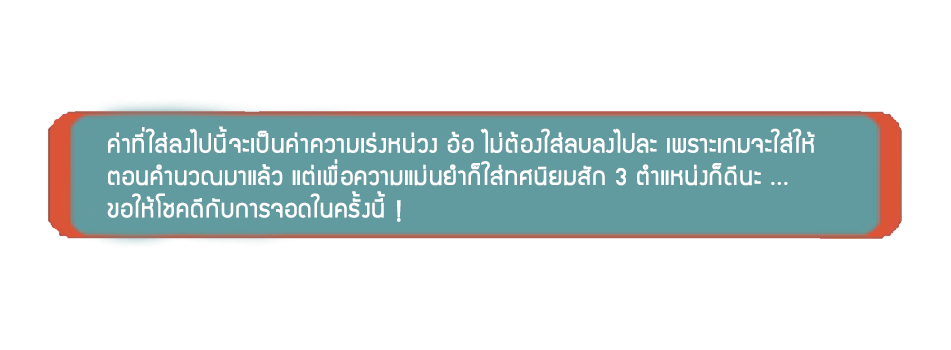 ค่าที่ใส่ลงไปนี้จะเป็นค่าความเร่งหน่วง อ้อ ไม่ต้องใส่ลบลงไปละ เพราะเกมจะใส่ให้
ตอนคำนวณมาแล้ว แต่เพื่อความแม่นยำก็ใส่ทศนิยมสัก 3 ตำแหน่งก็ดีนะ ...
ขอให้โชคดีกับการจอดในครั้งนี้ !